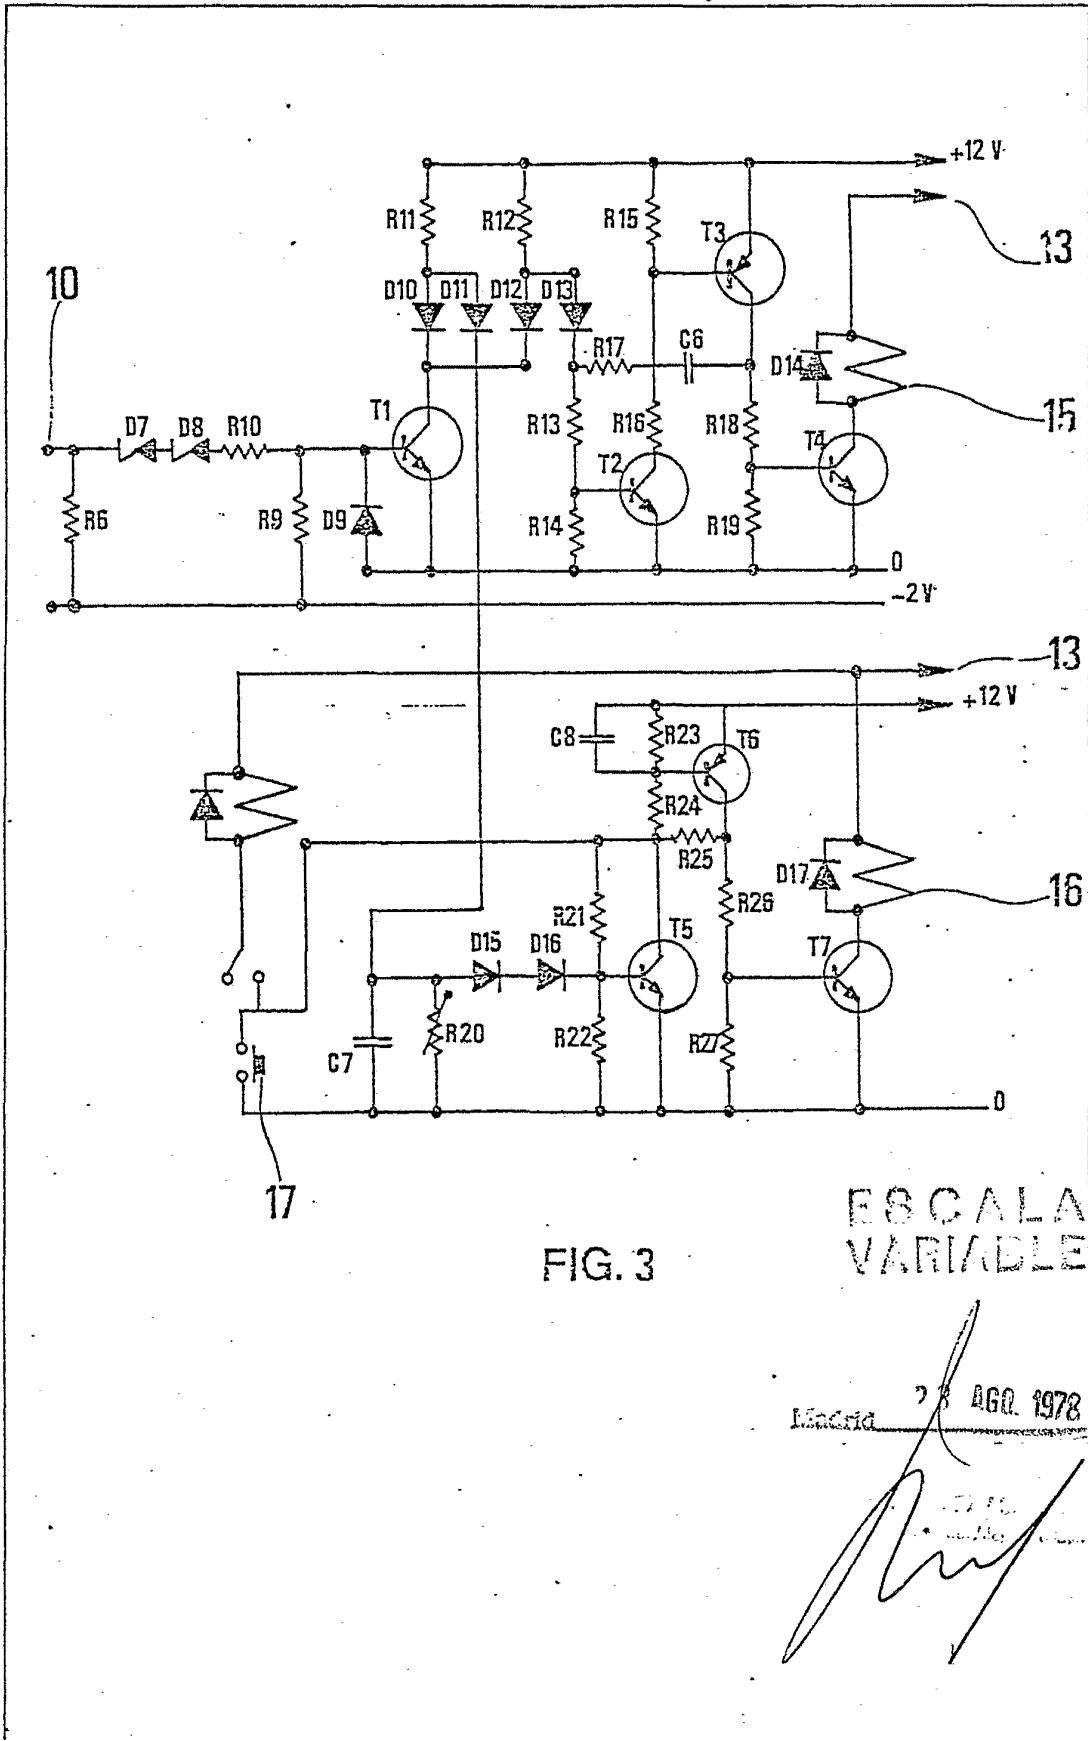 +12 V
R11
R12
R15
T3
13
10
D10
D11
D12
D13
R17
C6
D14
15
T1
D7
D8
R10
R13
R16
R18
T4
T2
R6
R9
D9
R14
R19
0
-2 V
13
+12 V
C8
R23
T6
R24
R25
D17
16
R26
R21
T5
T7
D15
D16
C7
R20
R22
R27
0
17
ESCALA
VARIABLE
FIG. 3
AGO. 1978
Madrid